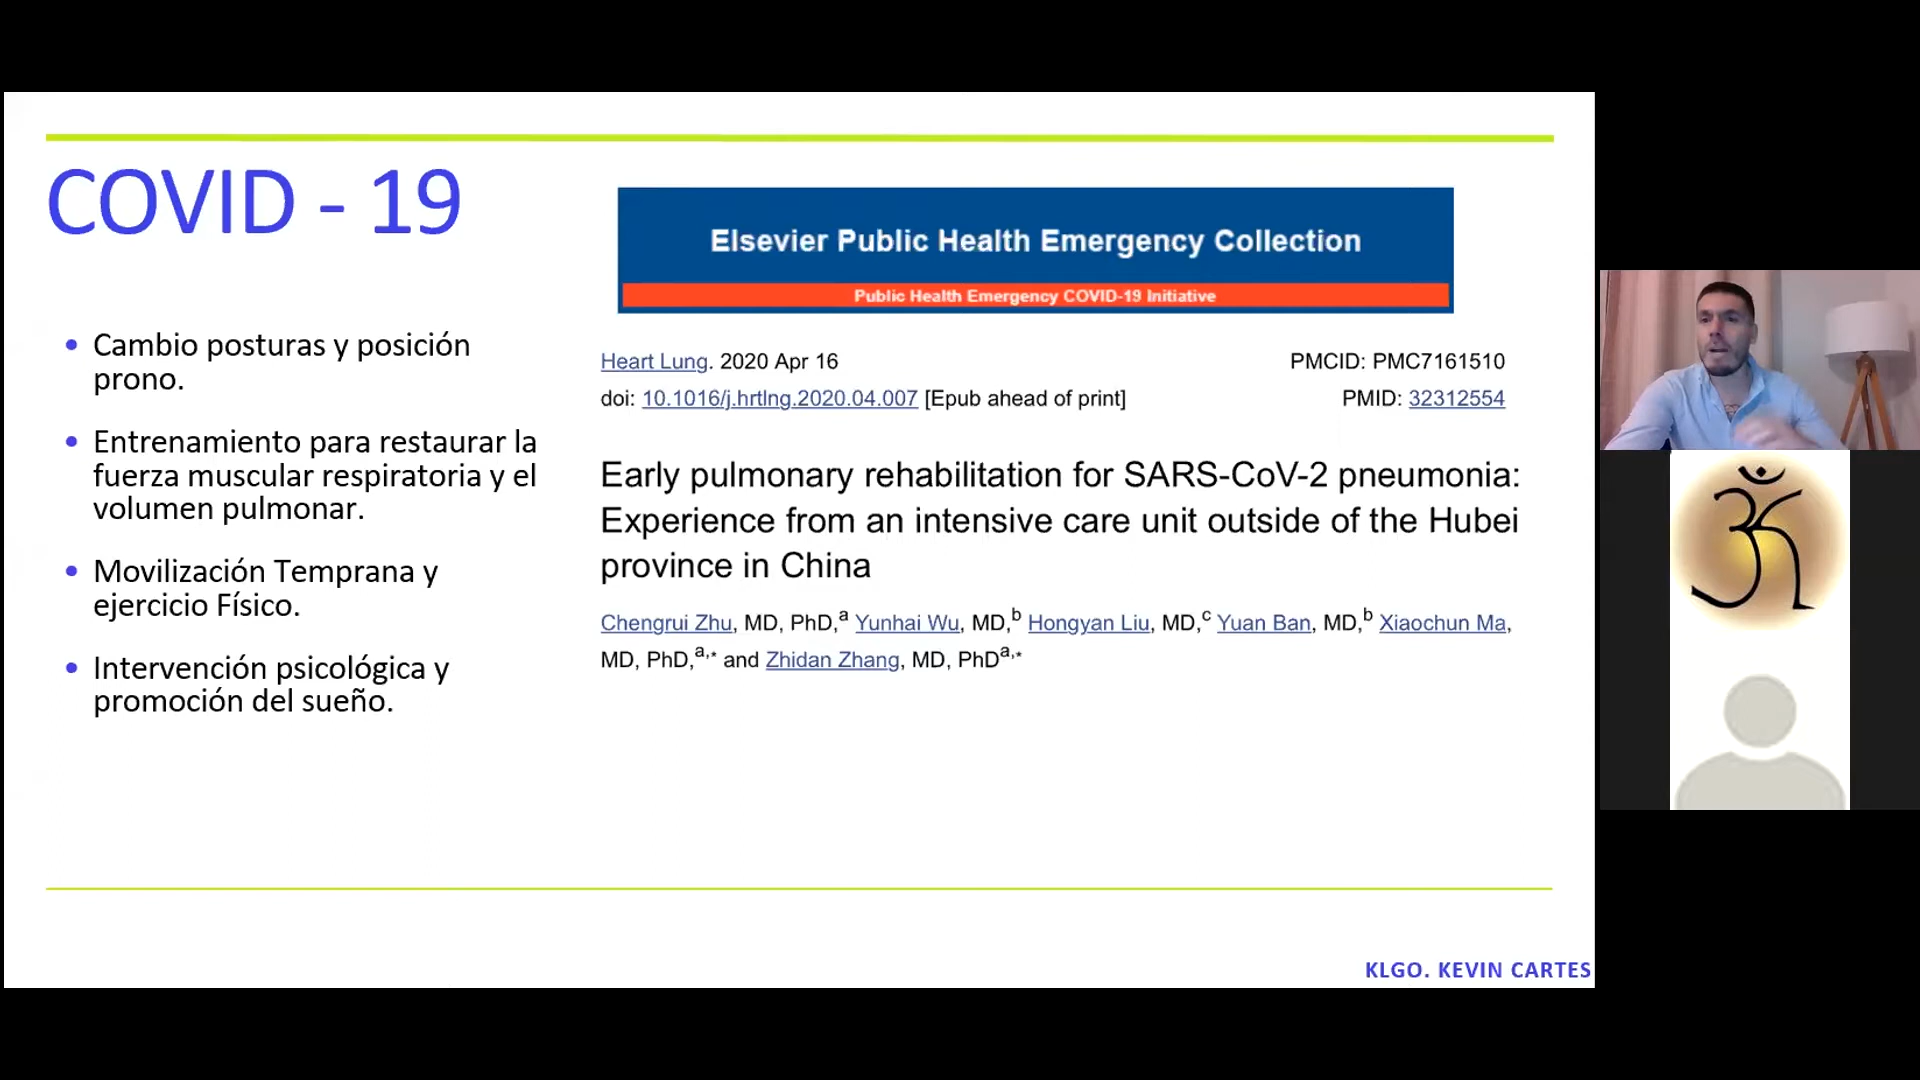 COVID - 19
• Cambio posturas y posición
prono.
• Entrenamiento para restaurar la
fuerza muscular respiratoria y el
volumen pulmonar.
• Movilización Temprana y
ejercicio Físico.
• Intervención psicológica y
promoción del sueño.
Elsevier Public Health Emergency Collection
Public Health Emergency COVID-19 Initiative
Heart Lung. 2020 Apr 16 PMCID: PMC7161510
doi: 10.1016/j.hrtlng.2020.04.007 [Epub ahead of print] PMID: 32312554
Early pulmonary rehabilitation for SARS-CoV-2 pneumonia:
Experience from an intensive care unit outside of the Hubei
province in China
Chengrui Zhu, MD, PhD,a Yunhai Wu, MD,b Hongyan Liu, MD,c Yuan Ban, MD,b Xiaochun Ma,
MD, PhD,a,* and Zhidan Zhang, MD, PhDa,*
KLGO. KEVIN CARTES